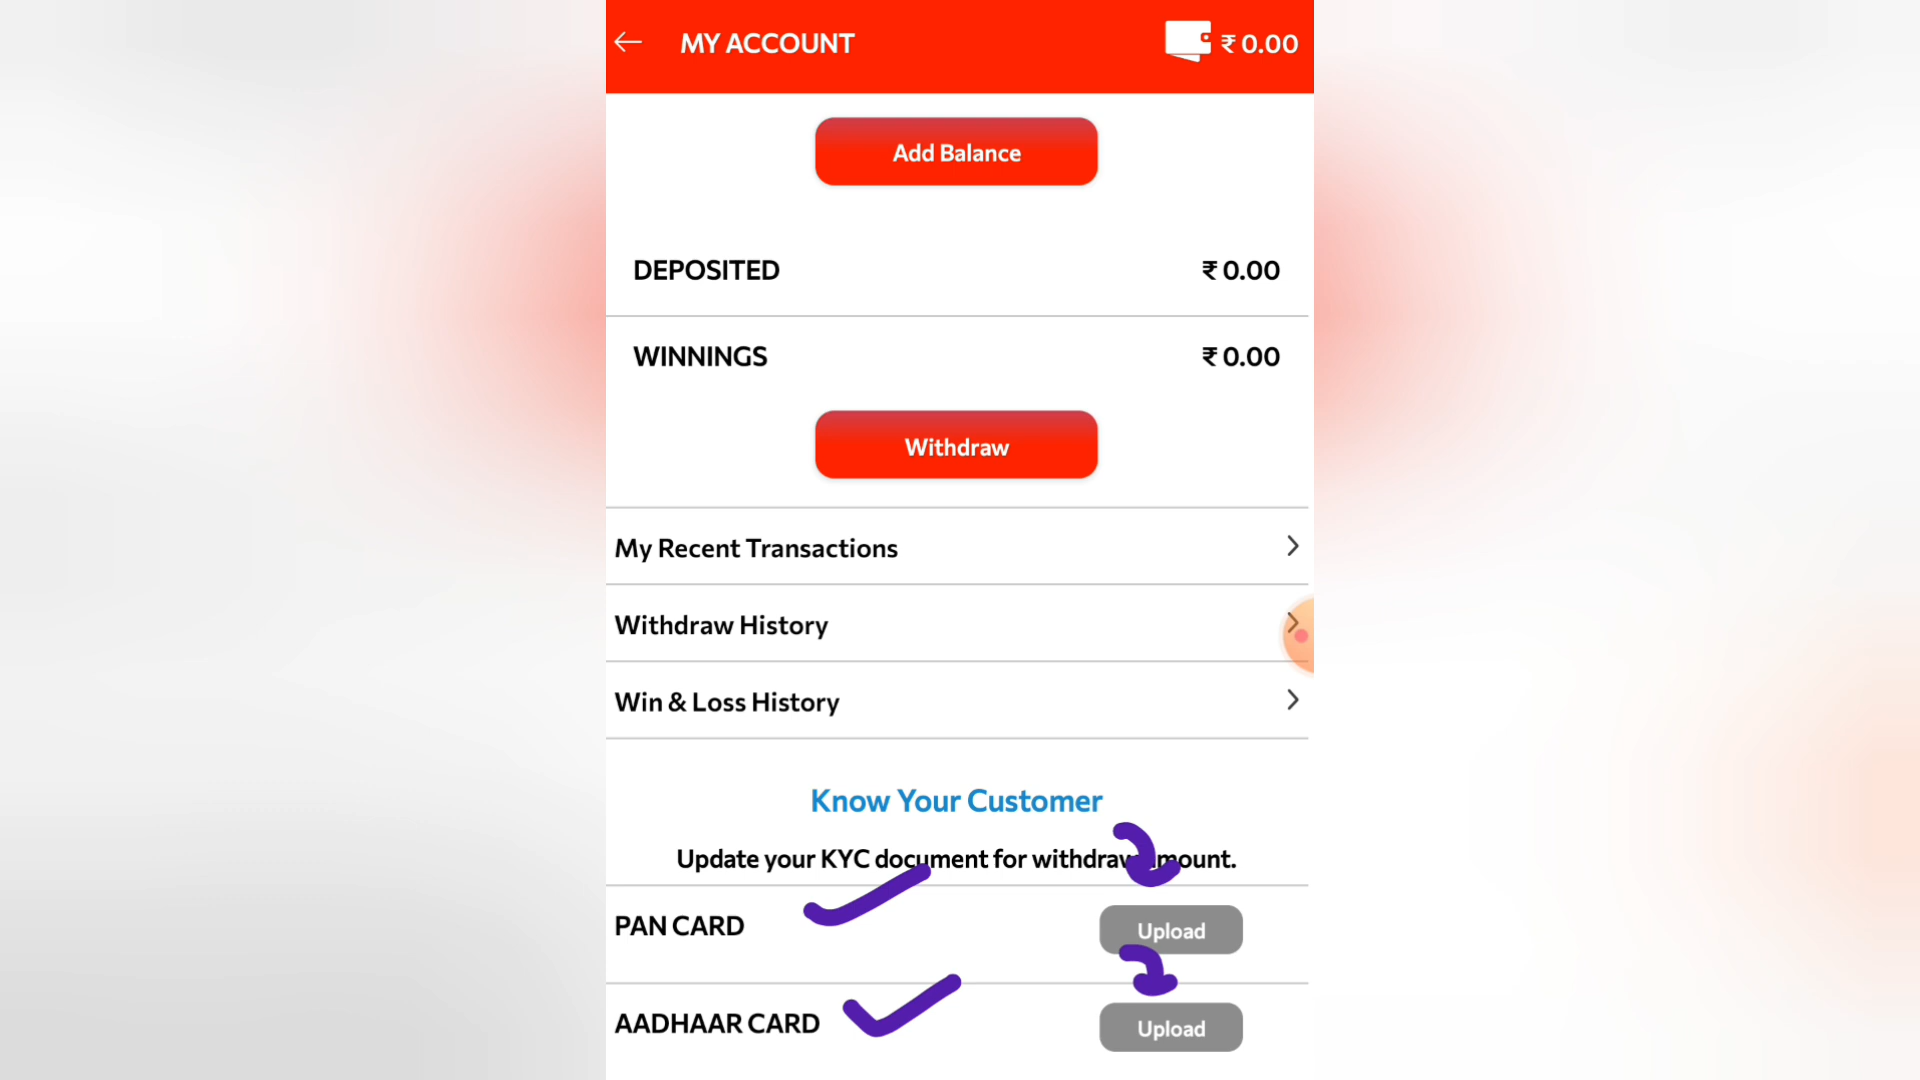 MY ACCOUNT ₹ 0.00
Add Balance
DEPOSITED ₹ 0.00
WINNINGS ₹ 0.00
Withdraw
My Recent Transactions
Withdraw History
Win & Loss History
Know Your Customer
Update your KYC document for withdraw amount.
PAN CARD Upload
AADHAAR CARD Upload